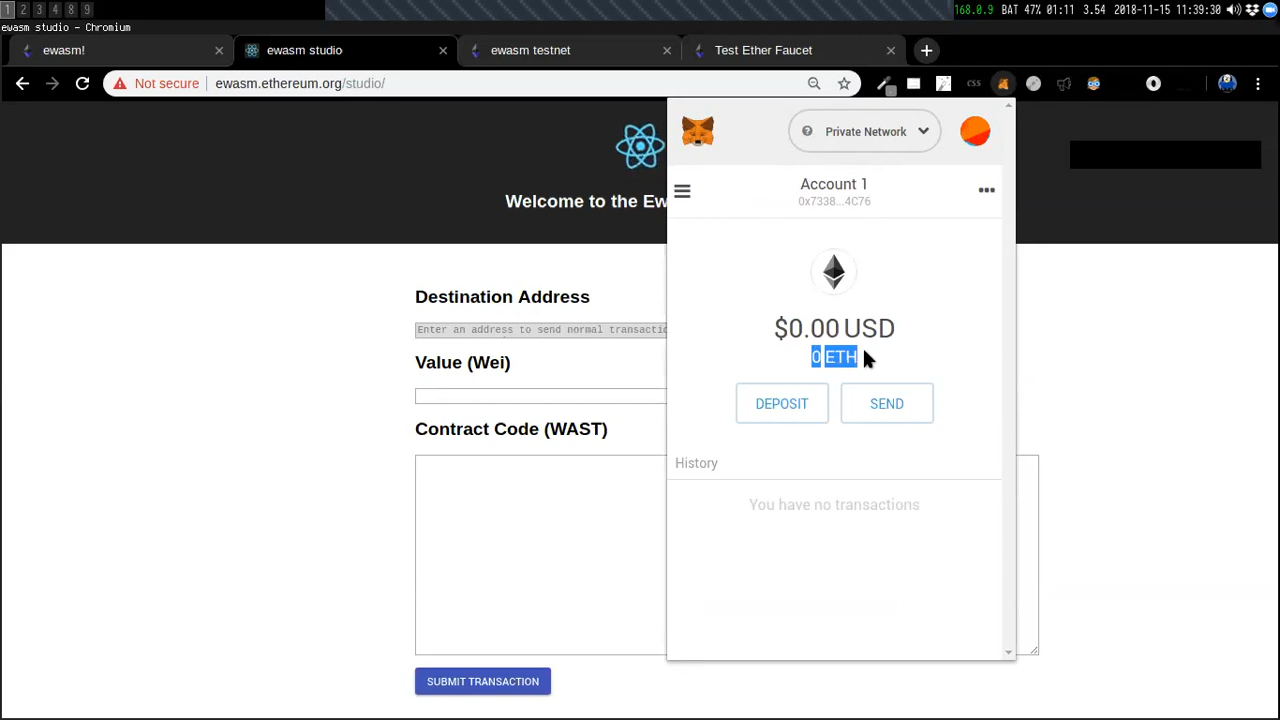 1 2 3 4 8 9
168.0.9 BAT 47% 01:11 3.54 2018-11-15 11:39:30
ewasm studio - Chromium
ewasm! ewasm studio ewasm testnet Test Ether Faucet
Not secure ewasm.ethereum.org/studio/
CSS
Private Network
Welcome to the Ew
Account 1
0x7338...4C76
Destination Address
Enter an address to send normal transactio
$0.00 USD
0 ETH
Value (Wei)
DEPOSIT SEND
Contract Code (WAST)
History
You have no transactions
SUBMIT TRANSACTION